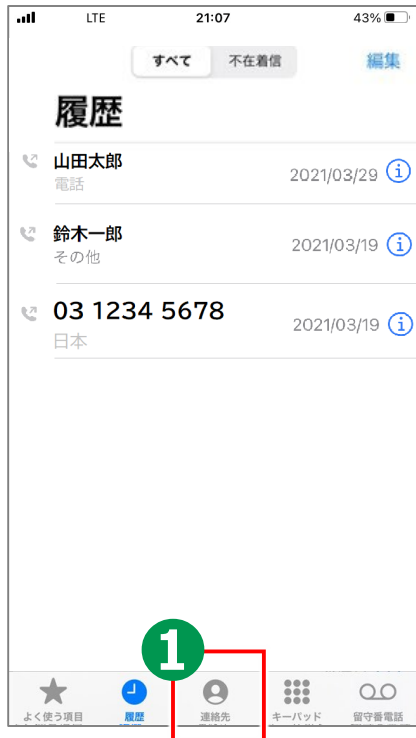 LTE 21:07 43%
すべて 不在着信 編集
履歴
山田太郎
電話 2021/03/29
鈴木一郎
その他 2021/03/19
03 1234 5678
日本 2021/03/19
1
よく使う項目 履歴 連絡先 キーパッド 留守番電話